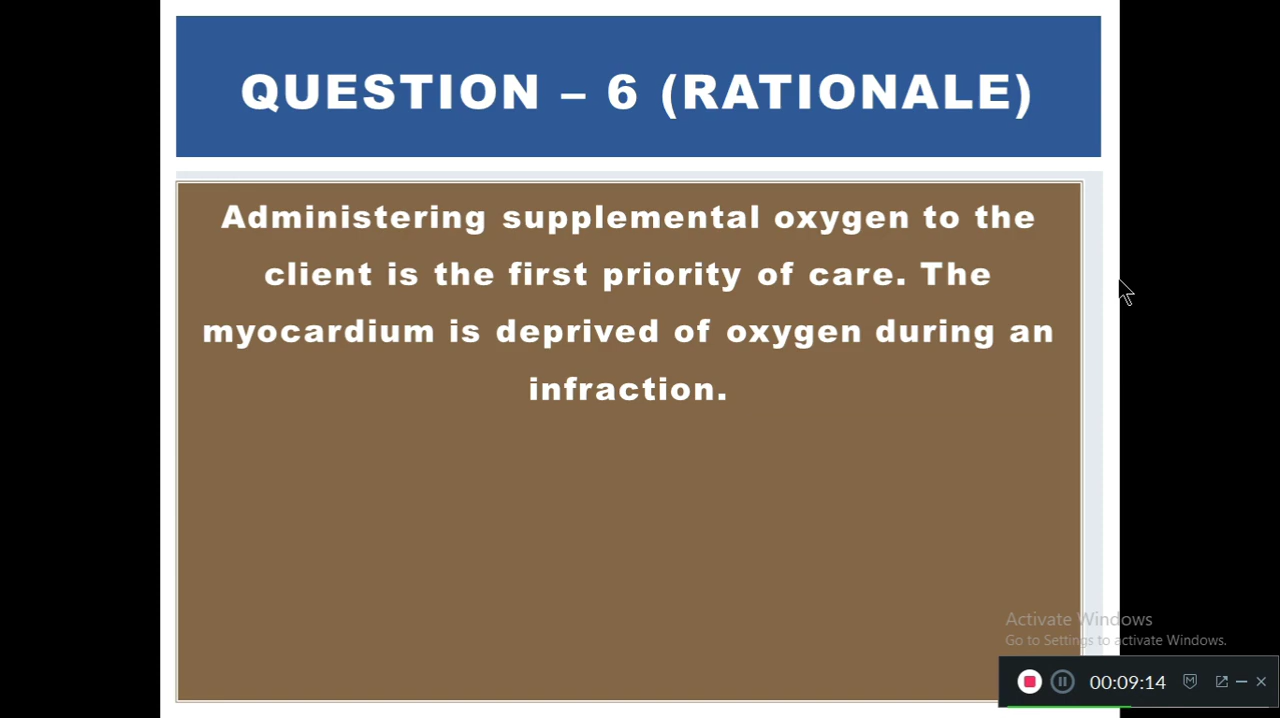 QUESTION – 6 (RATIONALE)
Administering supplemental oxygen to the
client is the first priority of care. The
myocardium is deprived of oxygen during an
infraction.
Activate Windows
Go to Settings to activate Windows.
00:09:14